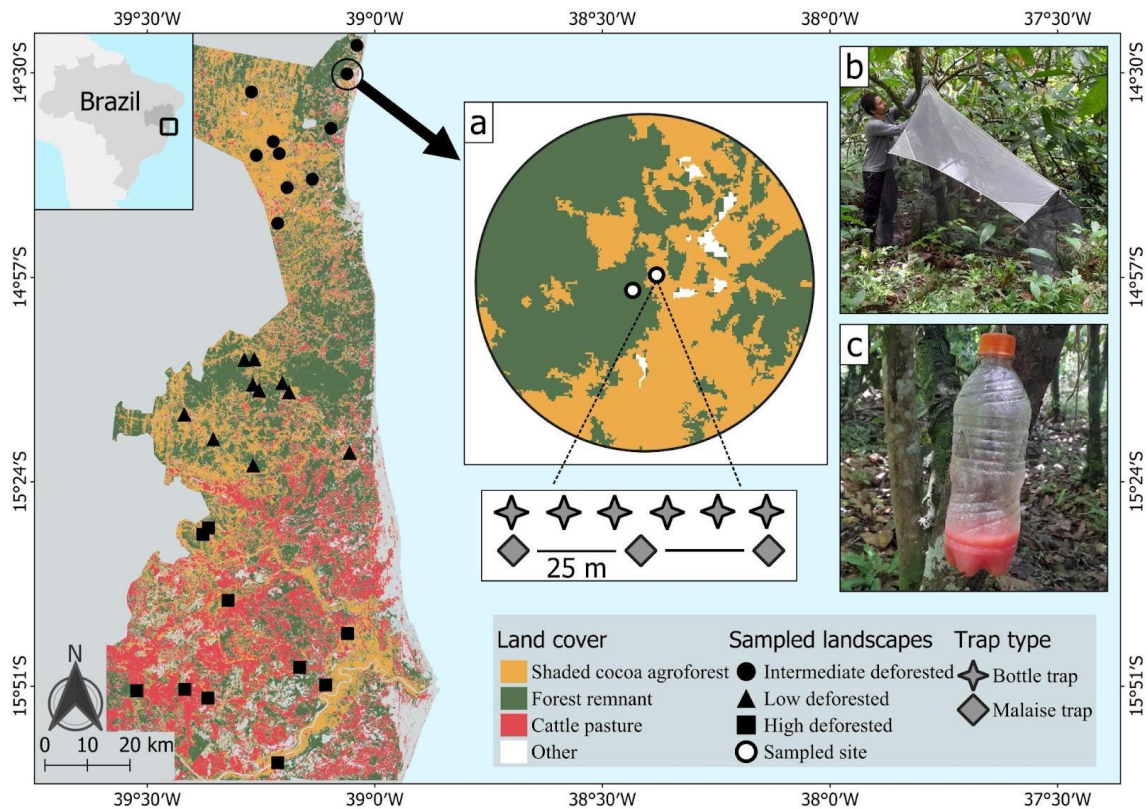 39°30'S
39°0'S
38°30'S
38°0'S
37°30'S
14°30'S
14°57'S
15°24'S
15°51'S
14°30'S
14°57'S
15°24'S
15°51'S
Brazil
a
b
c
25 m
N
0 10 20 km
Land cover
Shaded cocoa agroforest
Forest remnant
Cattle pasture
Other
Sampled landscapes
Intermediate deforested
Low deforested
High deforested
Sampled site
Trap type
Bottle trap
Malaise trap
39°30'S
39°0'S
38°30'S
38°0'S
37°30'S